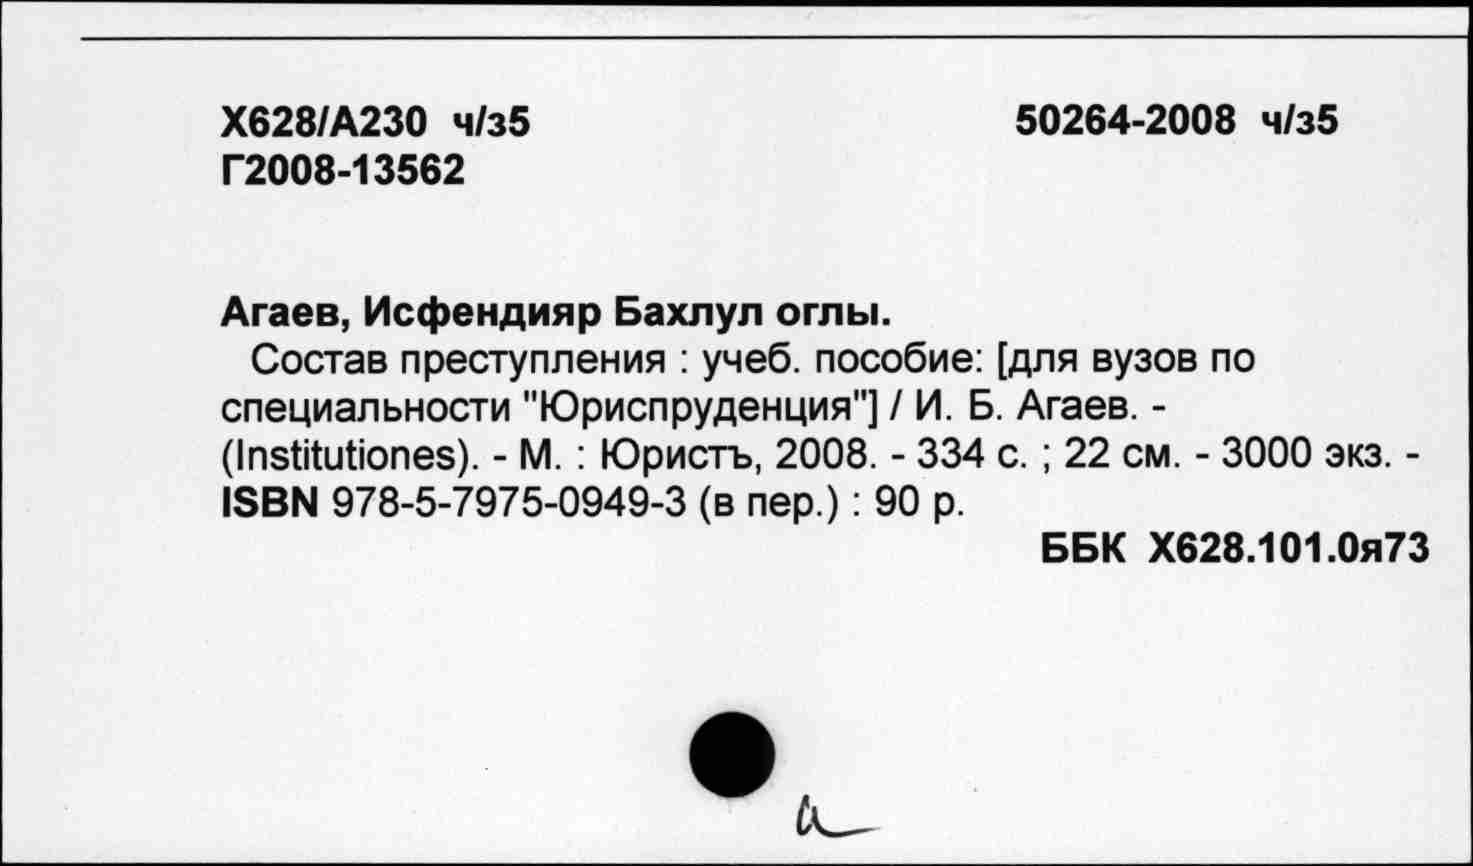 Х628/А230 ч/з5 50264-2008 ч/з5
Г2008-13562
Агаев, Исфендияр Бахлул оглы.
Состав преступления : учеб. пособие: [для вузов по
специальности "Юриспруденция"] / И. Б. Агаев. -
(Institutiones). - М. : Юристъ, 2008. - 334 с. ; 22 см. - 3000 экз. -
ISBN 978-5-7975-0949-3 (в пер.) : 90 р.
ББК Х628.101.0я73